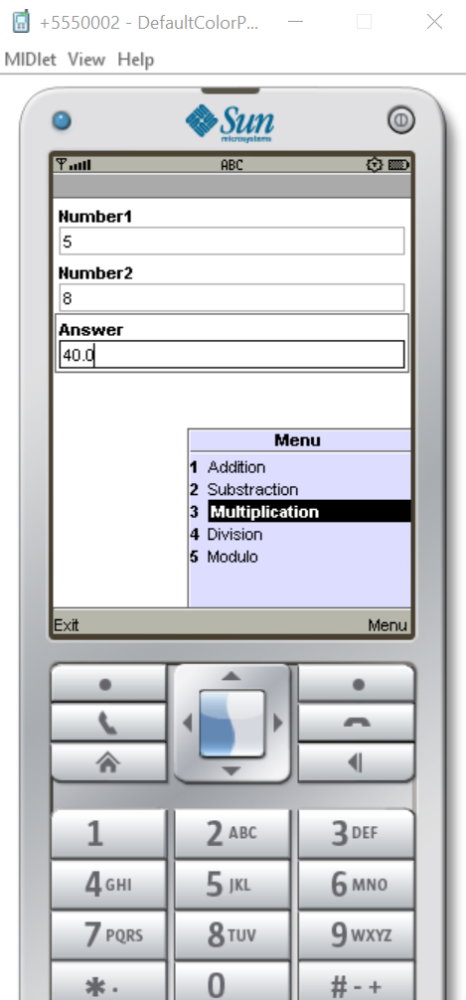 +5550002 - DefaultColorP...
MIDlet View Help
Sun
microsystems
ABC
Number1
5
Number2
8
Answer
40.0
Menu
1 Addition
2 Substraction
3 Multiplication
4 Division
5 Modulo
Exit Menu
1 2 ABC 3 DEF
4 GHI 5 JKL 6 MNO
7 PQRS 8 TUV 9 WXYZ
* . 0 # - +